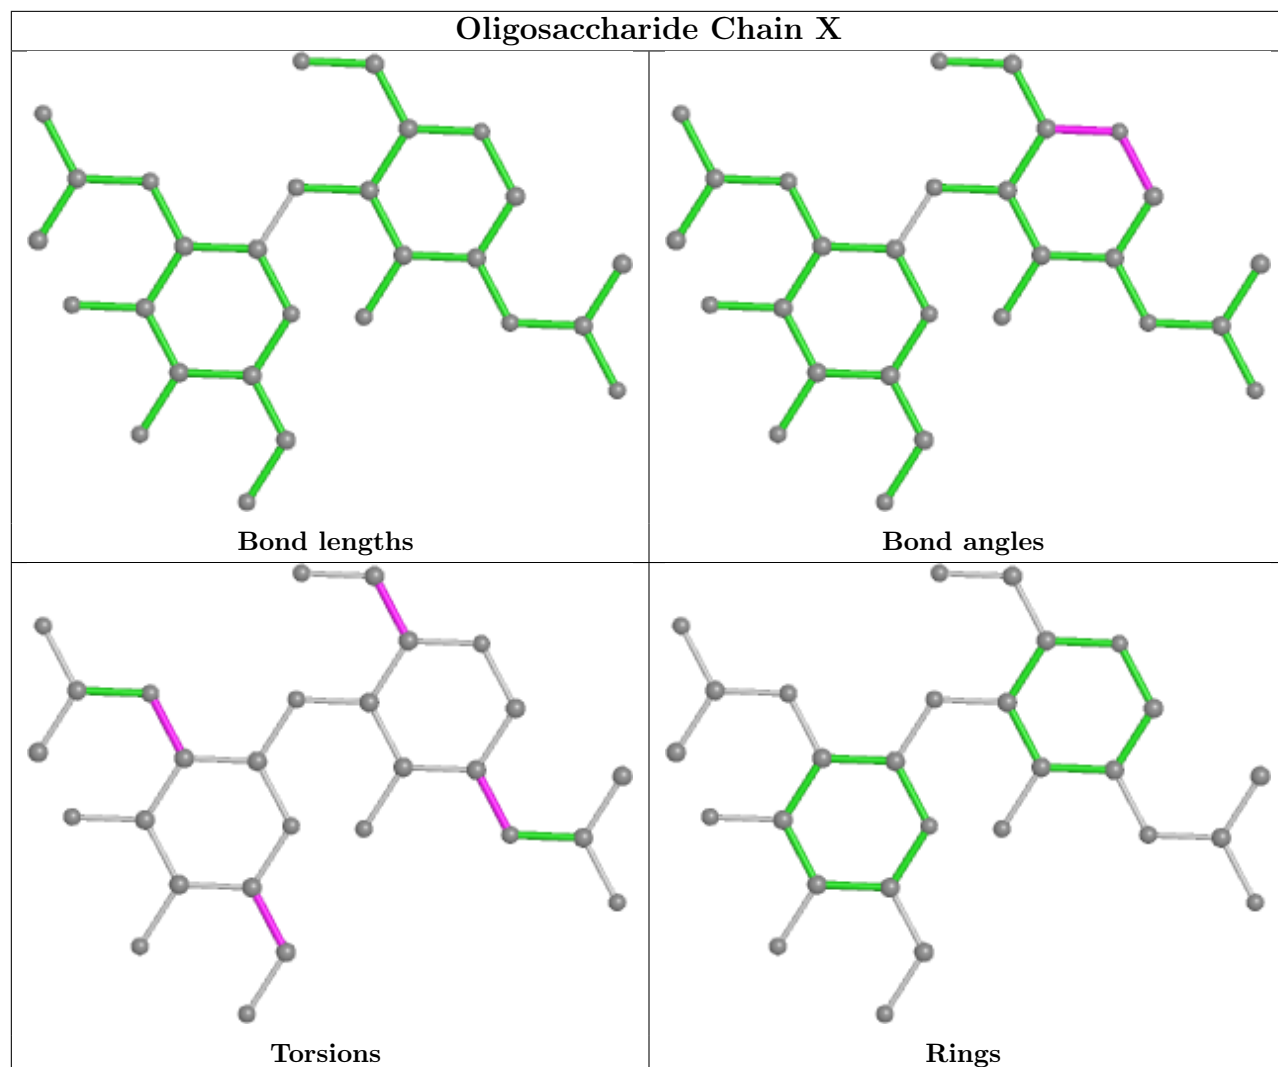 Oligosaccharide Chain X
Bond lengths
Bond angles
Torsions
Rings